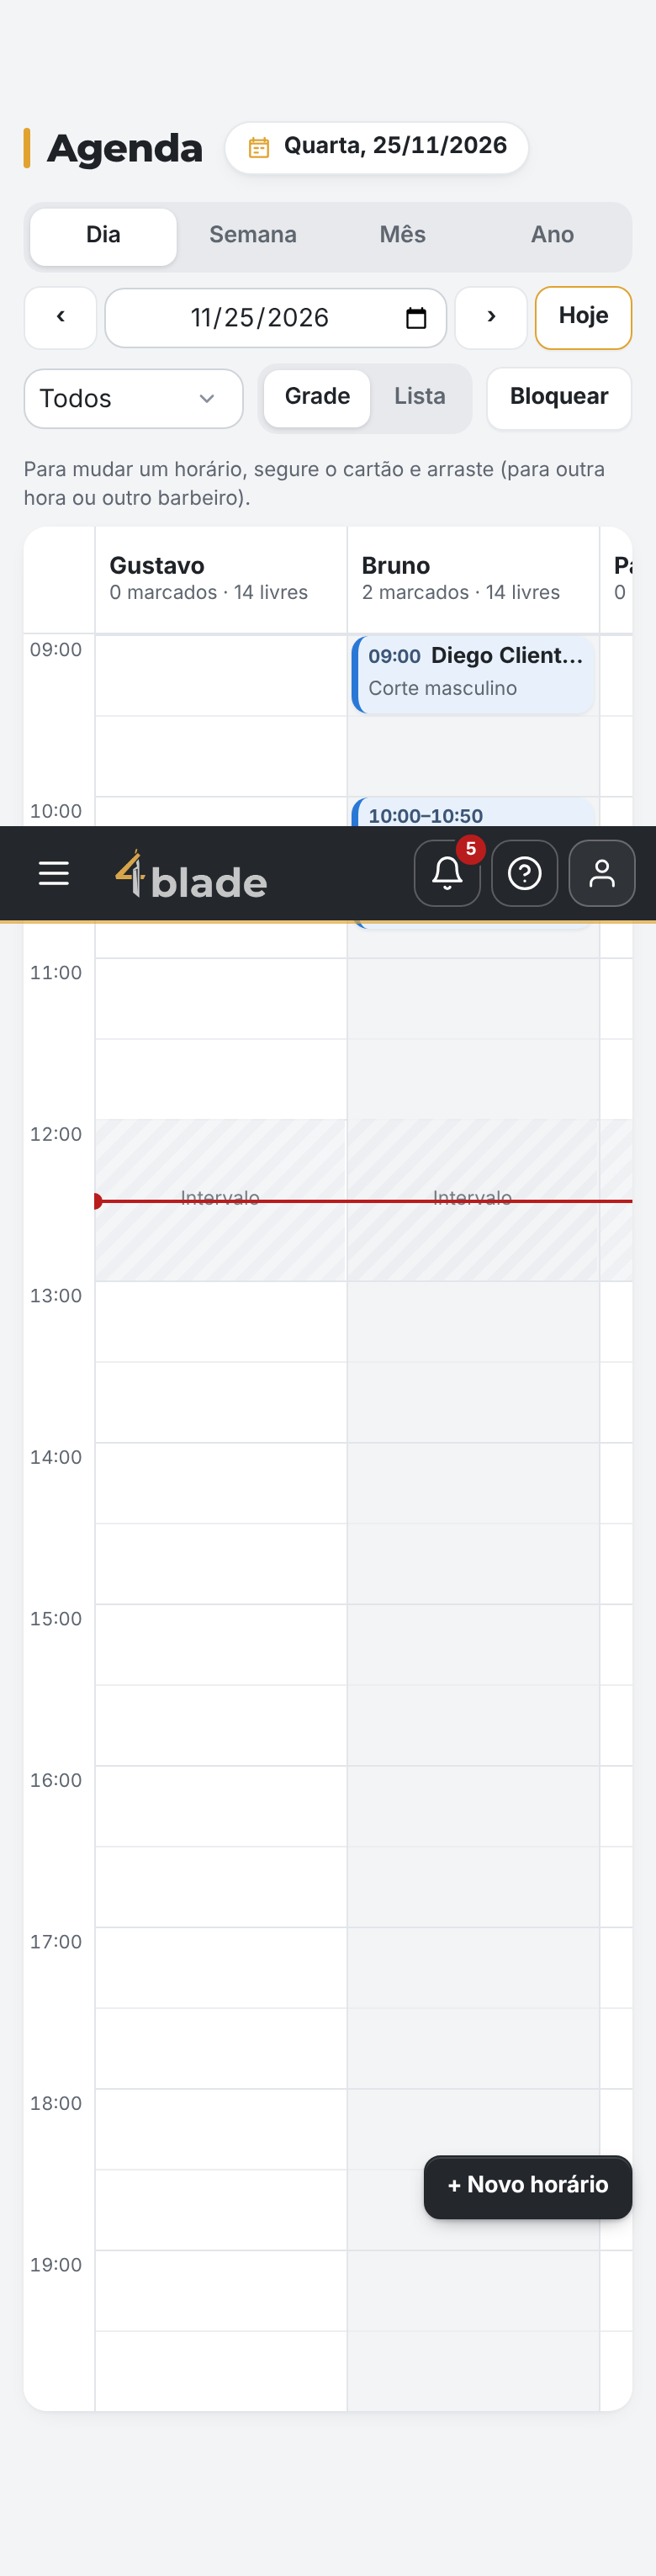 Agenda
Quarta, 25/11/2026
Dia Semana Mês Ano
‹ 11/25/2026 › Hoje
Todos Grade Lista Bloquear
Para mudar um horário, segure o cartão e arraste (para outra
hora ou outro barbeiro).
Gustavo
0 marcados · 14 livres
Bruno
2 marcados · 14 livres
0
09:00
09:00 Diego Client...
Corte masculino
10:00
10:00–10:50
4blade
5
11:00
12:00
Intervalo Intervalo
13:00
14:00
15:00
16:00
17:00
18:00
+ Novo horário
19:00